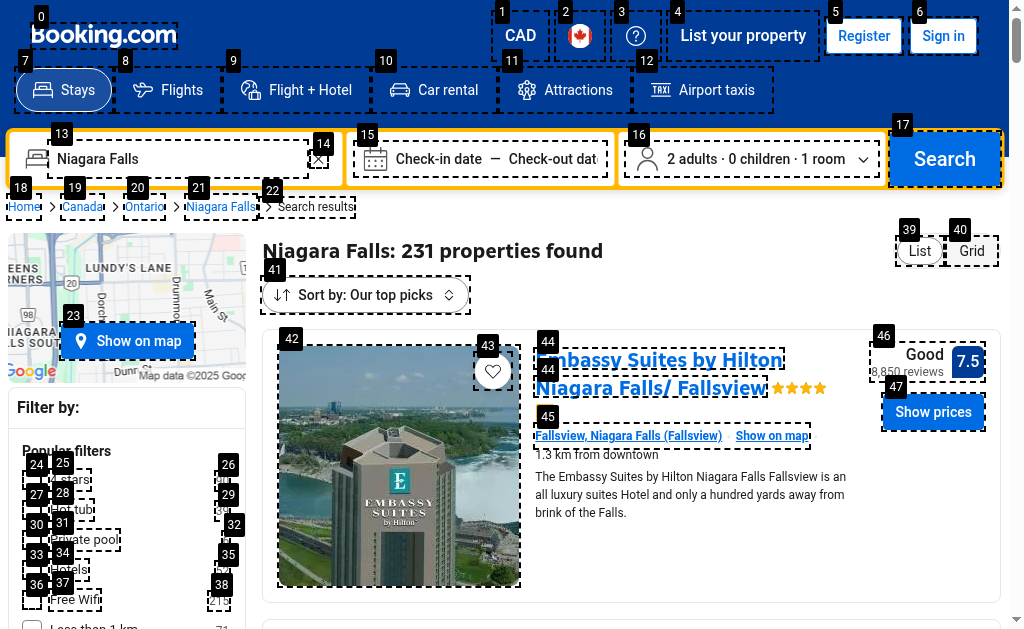 Booking.com
CAD
List your property
Register
Sign in
Stays
Flights
Flight + Hotel
Car rental
Attractions
Airport taxis
Niagara Falls
Check-in date — Check-out dat
2 adults · 0 children · 1 room
Search
Home
Canada
Ontario
Niagara Falls
Search results
LUNDY'S LANE
20
98
Main St
Show on map
Google
Map data ©2025 Goog
Niagara Falls: 231 properties found
List
Grid
Sort by: Our top picks
Filter by:
Popular filters
4 stars
Hot tub
Private pool
Hotels
Free Wifi
215
Less than 1 km
71
EMBASSY
SUITES
by Hilton
Embassy Suites by Hilton
Niagara Falls/ Fallsview
Fallsview, Niagara Falls (Fallsview)
Show on map
1.3 km from downtown
The Embassy Suites by Hilton Niagara Falls Fallsview is an
all luxury suites Hotel and only a hundred yards away from
brink of the Falls.
Good
8,850 reviews
7.5
Show prices
0
1
2
3
4
5
6
7
8
9
10
11
12
13
14
15
16
17
18
19
20
21
22
23
24
25
26
27
28
29
30
31
32
33
34
35
36
37
38
39
40
41
42
43
44
44
45
46
47